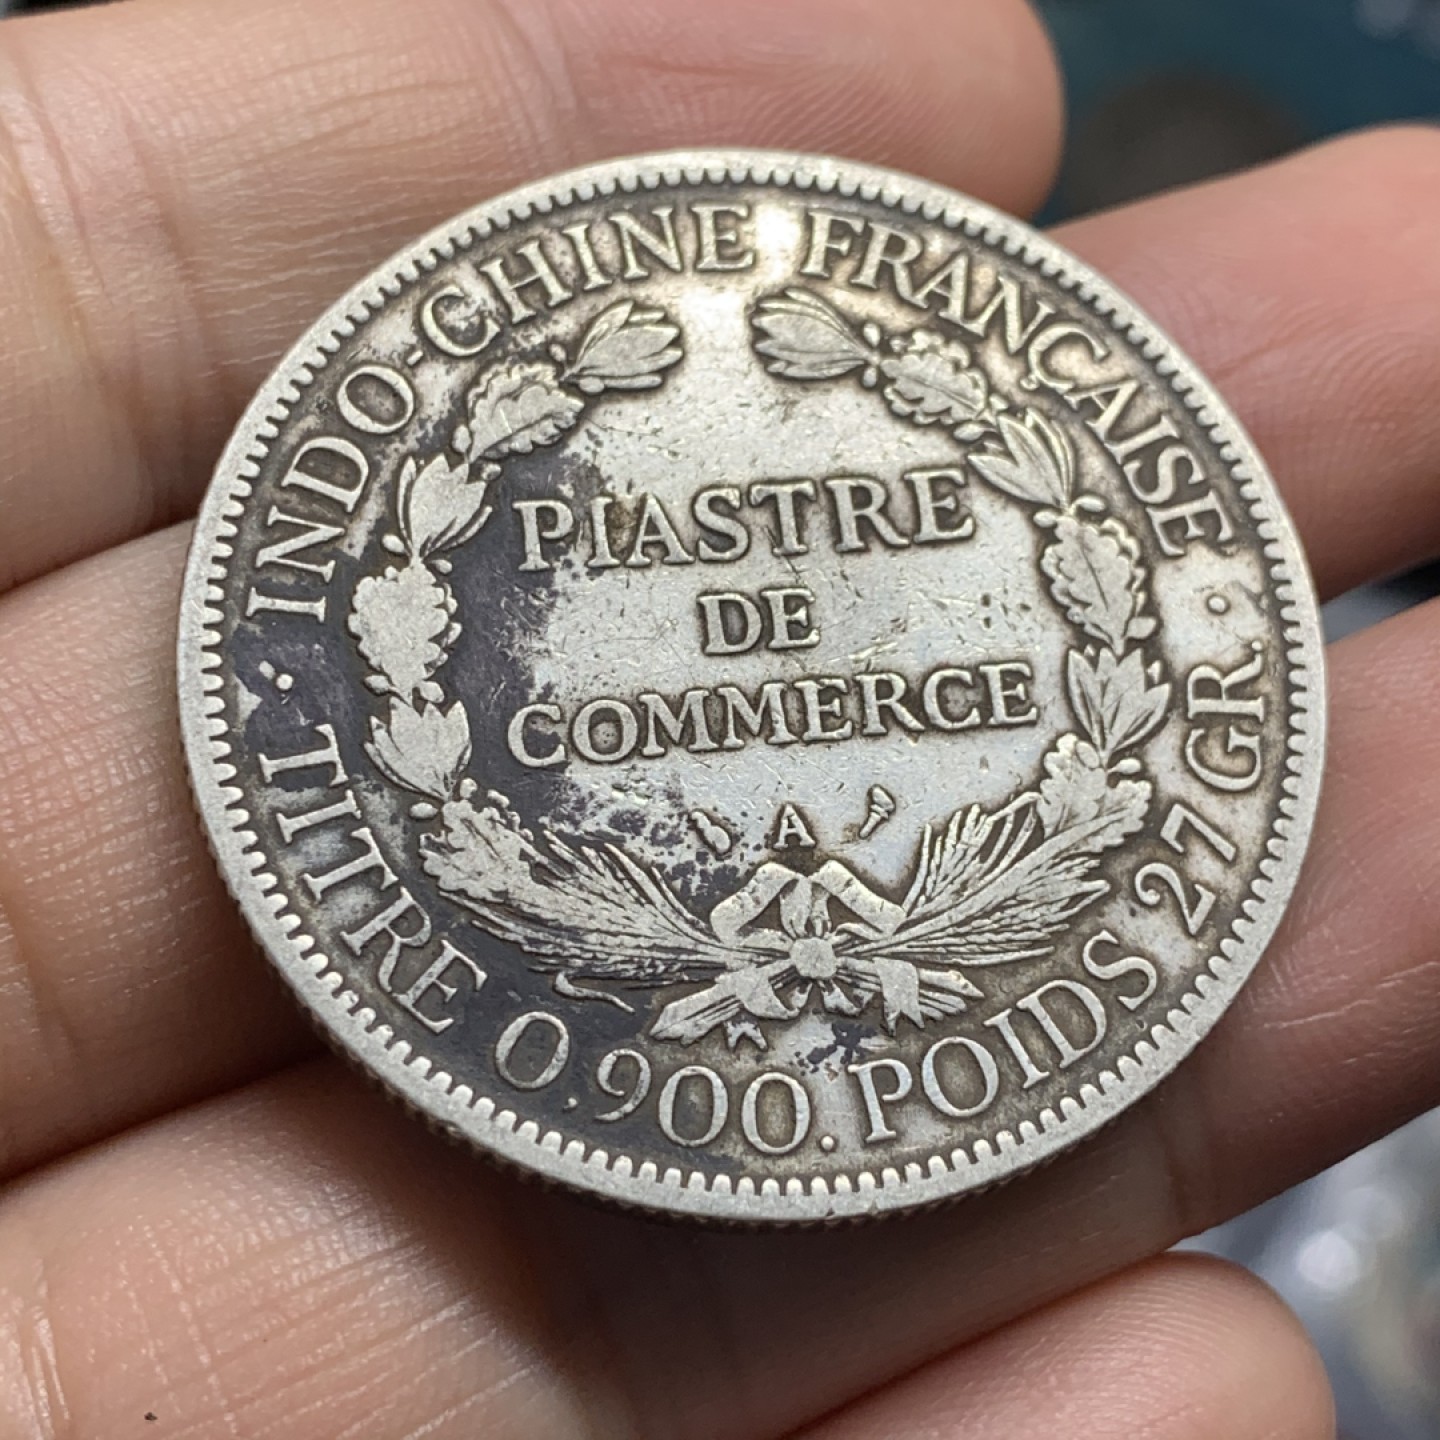 INDO-CHINE FRANÇAISE
PIASTRE
DE
COMMERCE
A
TITRE 0,900. POIDS 27 GR.